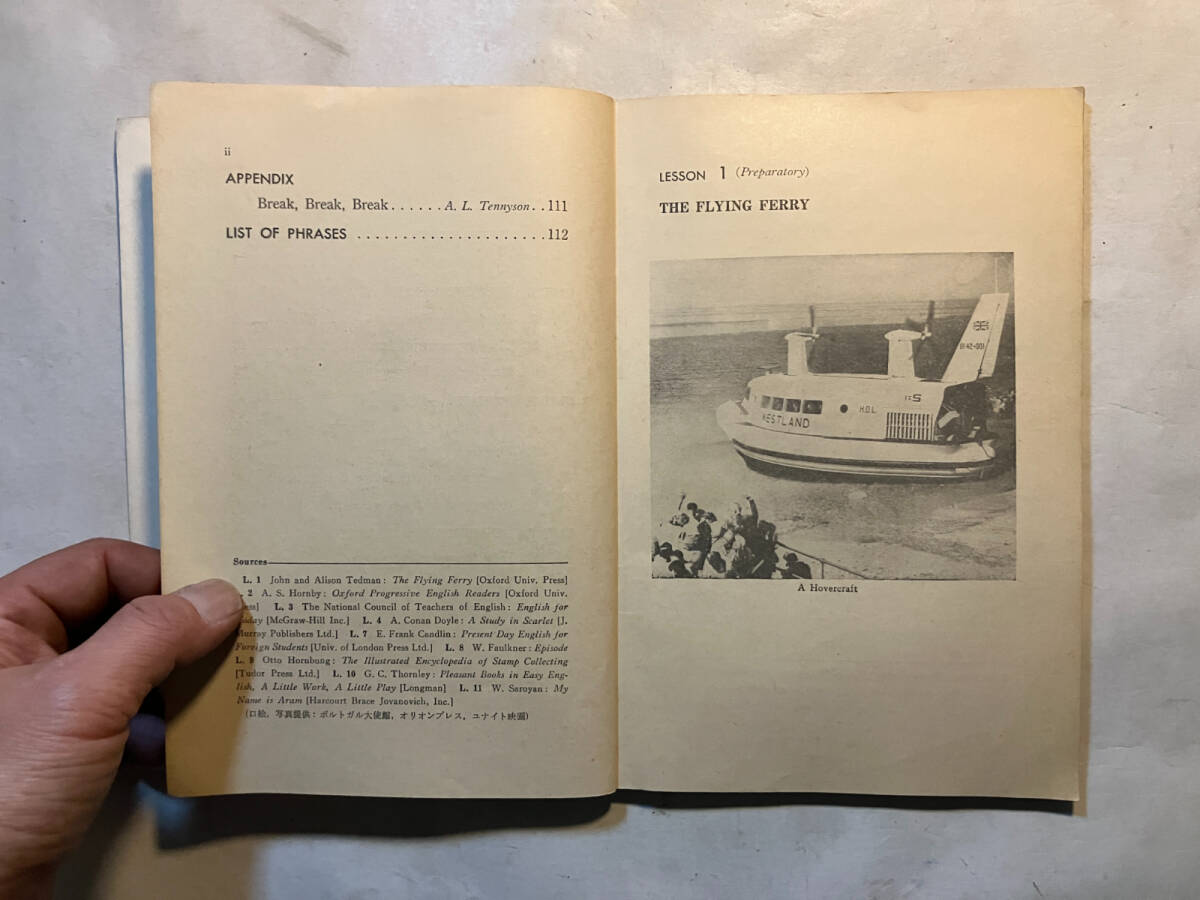 ii
APPENDIX
Break, Break, Break......A. L. Tennyson..111
LIST OF PHRASES ......................112
Sources
L. 1 John and Alison Tedman: The Flying Ferry [Oxford Univ. Press]
2 A. S. Hornby: Oxford Progressive English Readers [Oxford Univ.
L. 3 The National Council of Teachers of English: English for
[McGraw-Hill Inc.] L. 4 A. Conan Doyle: A Study in Scarlet [J.
Murray Publishers Ltd.] L. 7 E. Frank Candlin: Present Day English for
Foreign Students [Univ. of London Press Ltd.] L. 8 W. Faulkner: Episode
L. 9 Otto Hornbung: The Illustrated Encyclopedia of Stamp Collecting
[Tudor Press Ltd.] L. 10 G. C. Thornley: Pleasant Books in Easy Eng-
lish, A Little Work, A Little Play [Longman] L. 11 W. Saroyan: My
Name is Aram [Harcourt Brace Jovanovich, Inc.]
(口絵, 写真提供: ポルトガル大使館, オリオンプレス, ユナイト映画)
LESSON 1 (Preparatory)
THE FLYING FERRY
WESTLAND
H.D.L.
A Hovercraft